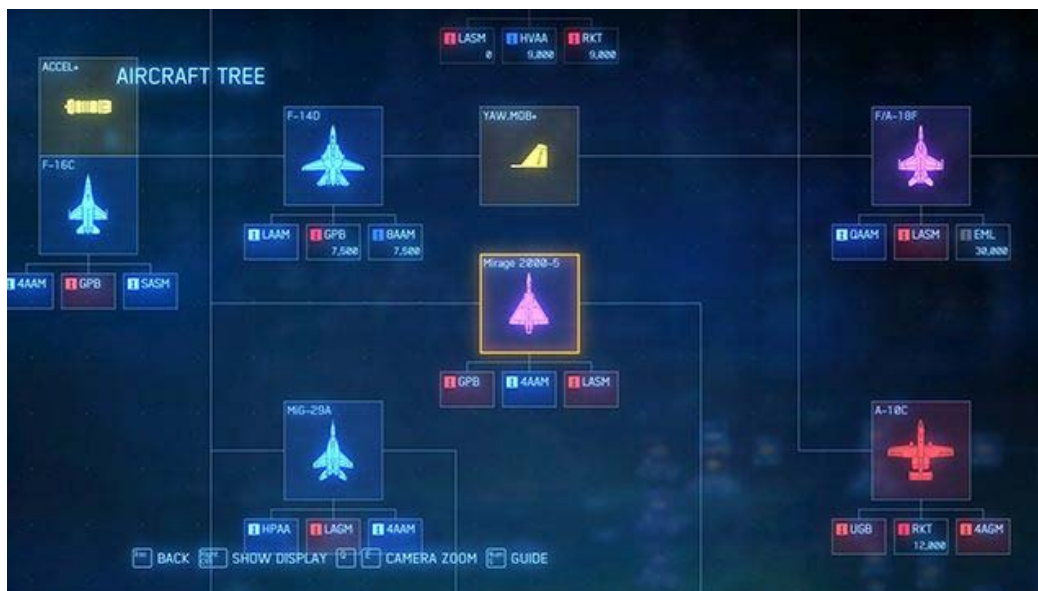 LASM HVAA RKT
0 9,000 9,000
ACCEL+
AIRCRAFT TREE
F-14D
YAW.MOB+
F/A-18F
F-16C
LAAM GPB 8AAM
7,500 7,500
QAAM LASM EML
30,000
Mirage 2000-5
4AAM GPB SASM
GPB 4AAM LASM
MiG-29A
A-10C
HPAA LAGM 4AAM
UGB RKT 4AGM
12,000
Esc BACK SHOW DISPLAY Q E CAMERA ZOOM GUIDE